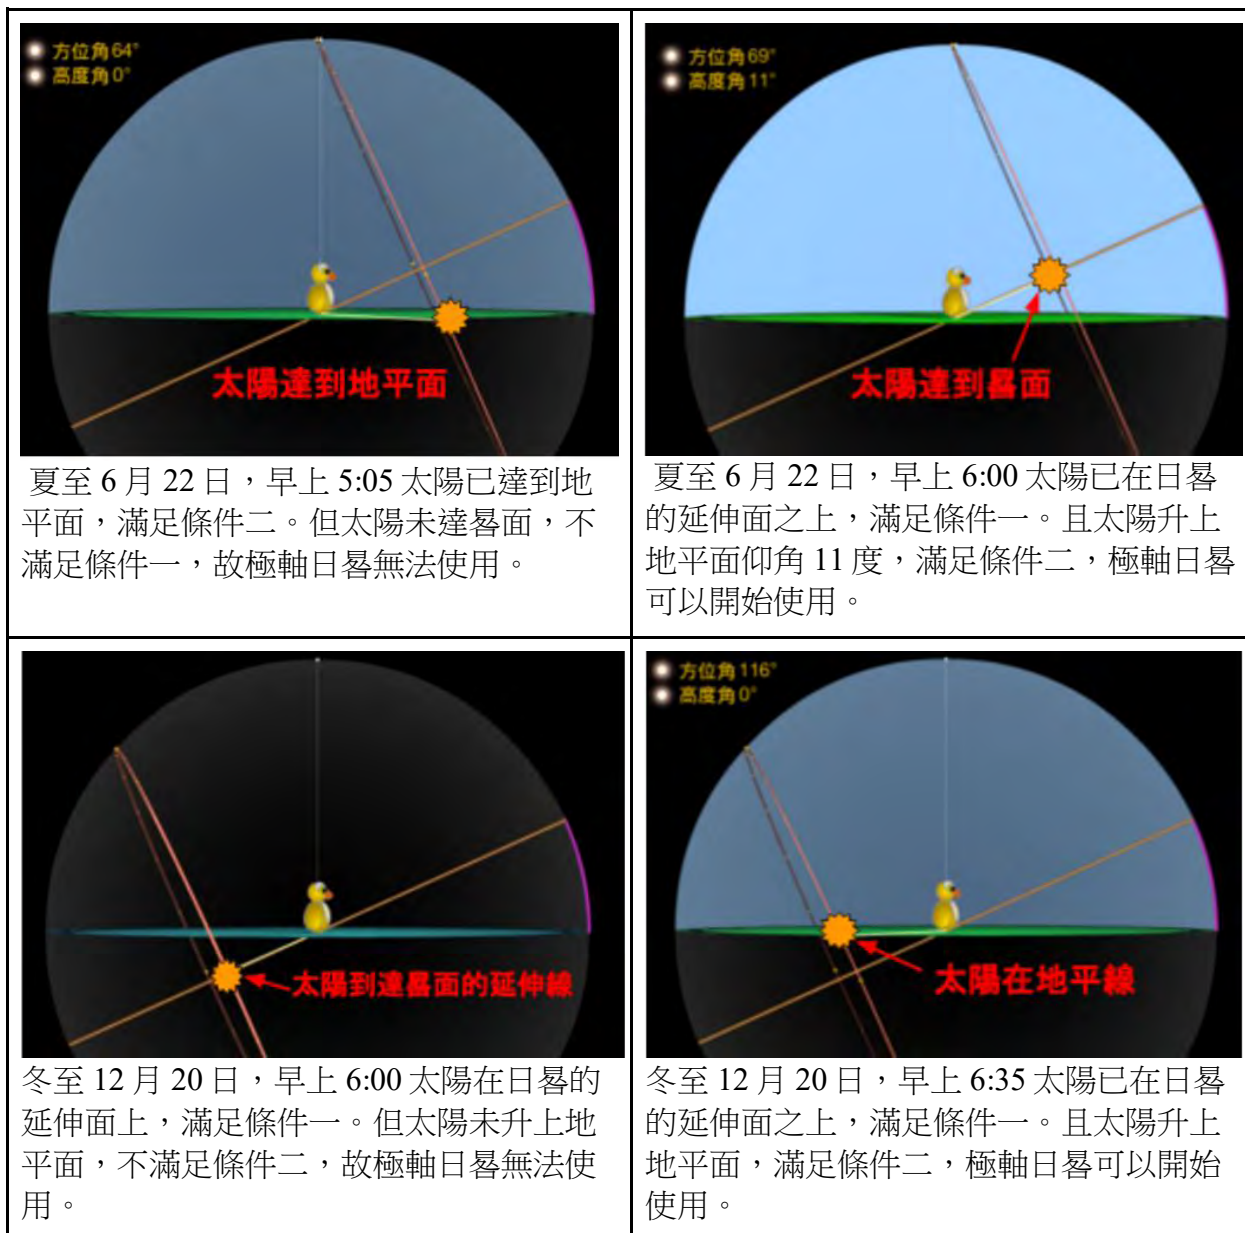 方位角64°
高度角0°
太陽達到地平面
夏至 6 月 22 日，早上 5:05 太陽已達到地
平面，滿足條件二。但太陽未達晷面，不
滿足條件一，故極軸日晷無法使用。
方位角69°
高度角11°
太陽達到晷面
夏至 6 月 22 日，早上 6:00 太陽已在日晷
的延伸面之上，滿足條件一。且太陽升上
地平面仰角 11 度，滿足條件二，極軸日晷
可以開始使用。
太陽到達晷面的延伸線
冬至 12 月 20 日，早上 6:00 太陽在日晷的
延伸面上，滿足條件一。但太陽未升上地
平面，不滿足條件二，故極軸日晷無法使
用。
方位角116°
高度角0°
太陽在地平線
冬至 12 月 20 日，早上 6:35 太陽已在日晷
的延伸面之上，滿足條件一。且太陽升上
地平面，滿足條件二，極軸日晷可以開始
使用。